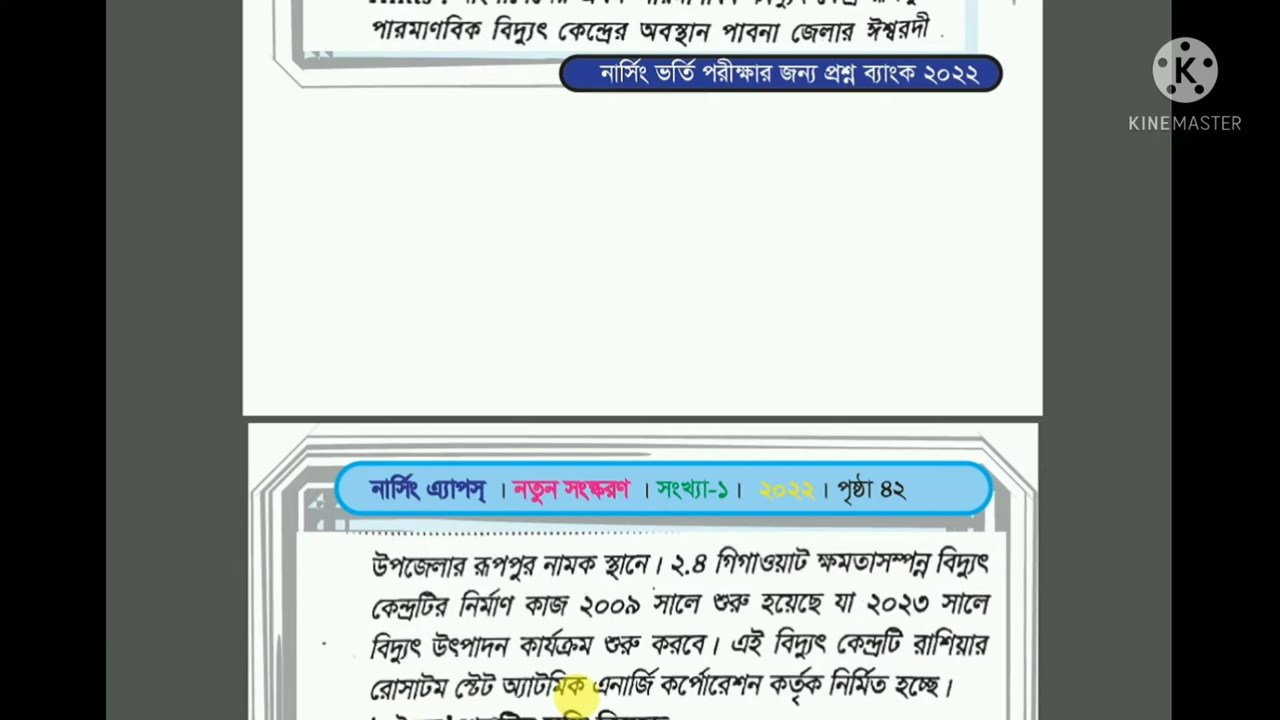 পারমাণবিক বিদ্যুৎ কেন্দ্রের অবস্থান পাবনা জেলার ঈশ্বরদী
নার্সিং ভর্তি পরীক্ষার জন্য প্রশ্ন ব্যাংক ২০২২
KINEMASTER
নার্সিং এ্যাপস্ । নতুন সংস্করণ । সংখ্যা-১ । ২০২২ । পৃষ্ঠা ৪২
উপজেলার রূপপুর নামক স্থানে। ২.৪ গিগাওয়াট ক্ষমতাসম্পন্ন বিদ্যুৎ
কেন্দ্রটির নির্মাণ কাজ ২০০৯ সালে শুরু হয়েছে যা ২০২৩ সালে
বিদ্যুৎ উৎপাদন কার্যক্রম শুরু করবে। এই বিদ্যুৎ কেন্দ্রটি রাশিয়ার
রোসাটম স্টেট অ্যাটমিক এনার্জি কর্পোরেশন কর্তৃক নির্মিত হচ্ছে।